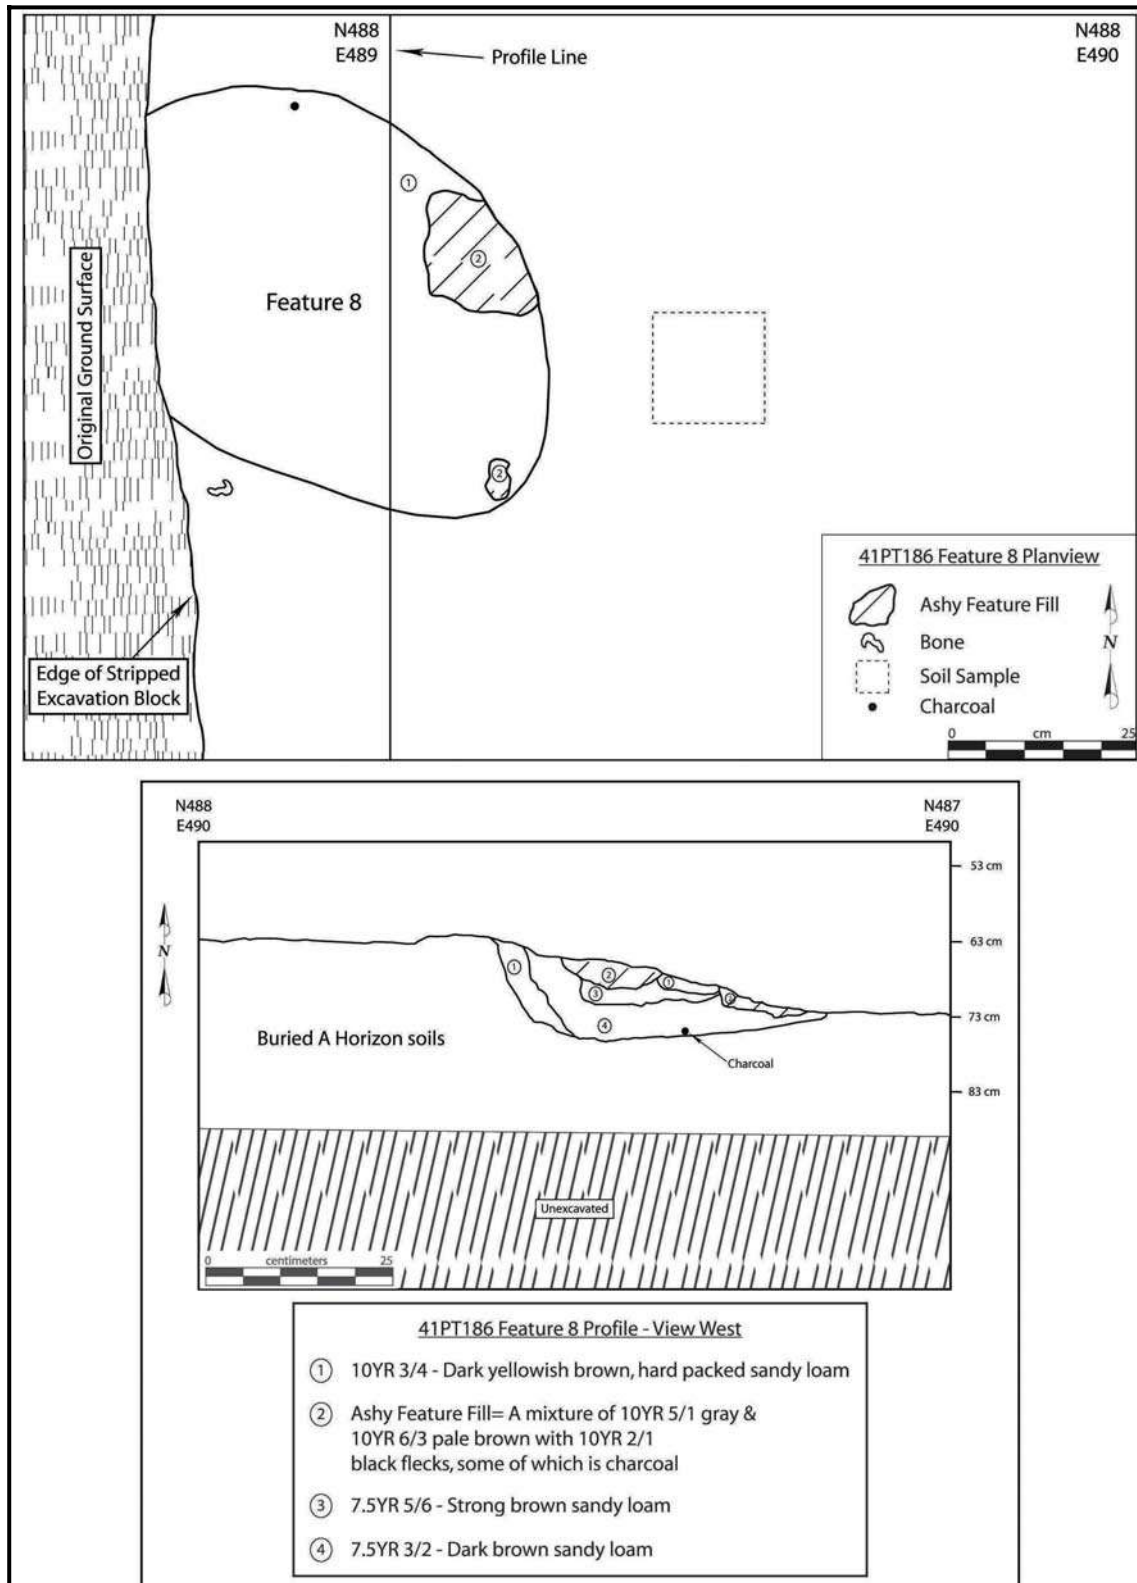 N488
E489
Profile Line
N488
E490
1
2
Feature 8
Original Ground Surface
2
Edge of Stripped
Excavation Block
41PT186 Feature 8 Planview
Ashy Feature Fill
Bone
N
Soil Sample
Charcoal
0 cm 25
N488
E490
N487
E490
53 cm
N
63 cm
1
2
1
3
73 cm
4
Buried A Horizon soils
Charcoal
83 cm
Unexcavated
0 centimeters 25
41PT186 Feature 8 Profile - View West
1 10YR 3/4 - Dark yellowish brown, hard packed sandy loam
2 Ashy Feature Fill= A mixture of 10YR 5/1 gray &
10YR 6/3 pale brown with 10YR 2/1
black flecks, some of which is charcoal
3 7.5YR 5/6 - Strong brown sandy loam
4 7.5YR 3/2 - Dark brown sandy loam